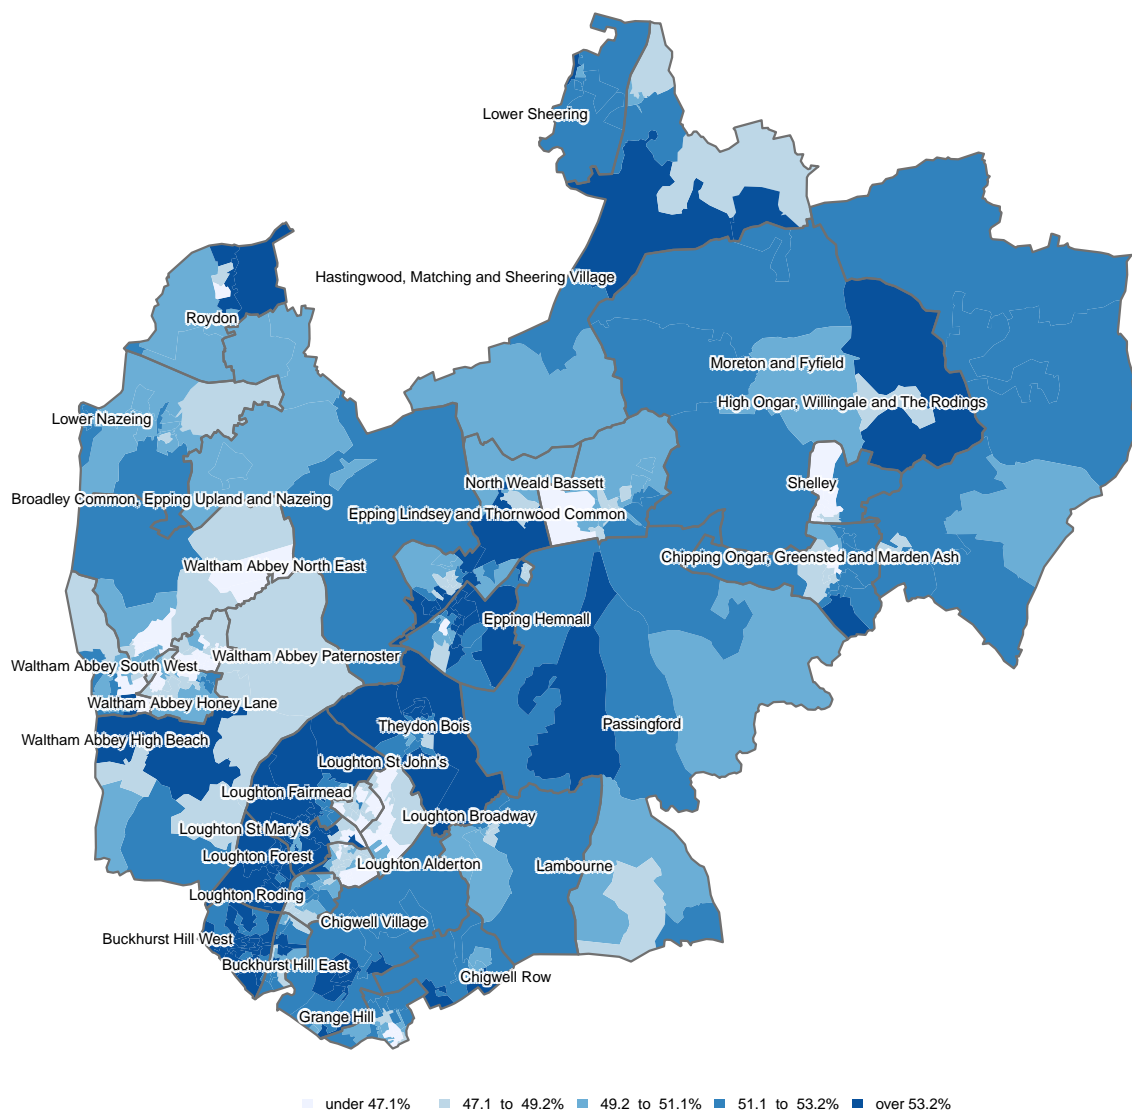 Lower Sheering
Hastingwood, Matching and Sheering Village
Roydon
Moreton and Fyfield
High Ongar, Willingale and The Rodings
Lower Nazeing
North Weald Bassett
Shelley
Broadley Common, Epping Upland and Nazeing
Epping Lindsey and Thornwood Common
Chipping Ongar, Greensted and Marden Ash
Waltham Abbey North East
Epping Hemnall
Waltham Abbey Paternoster
Waltham Abbey South West
Waltham Abbey Honey Lane
Theydon Bois
Passingford
Waltham Abbey High Beach
Loughton St John's
Loughton Fairmead
Loughton Broadway
Loughton St Mary's
Loughton Forest
Loughton Alderton
Lambourne
Loughton Roding
Chigwell Village
Buckhurst Hill West
Buckhurst Hill East
Chigwell Row
Grange Hill
under 47.1% 47.1 to 49.2% 49.2 to 51.1% 51.1 to 53.2% over 53.2%